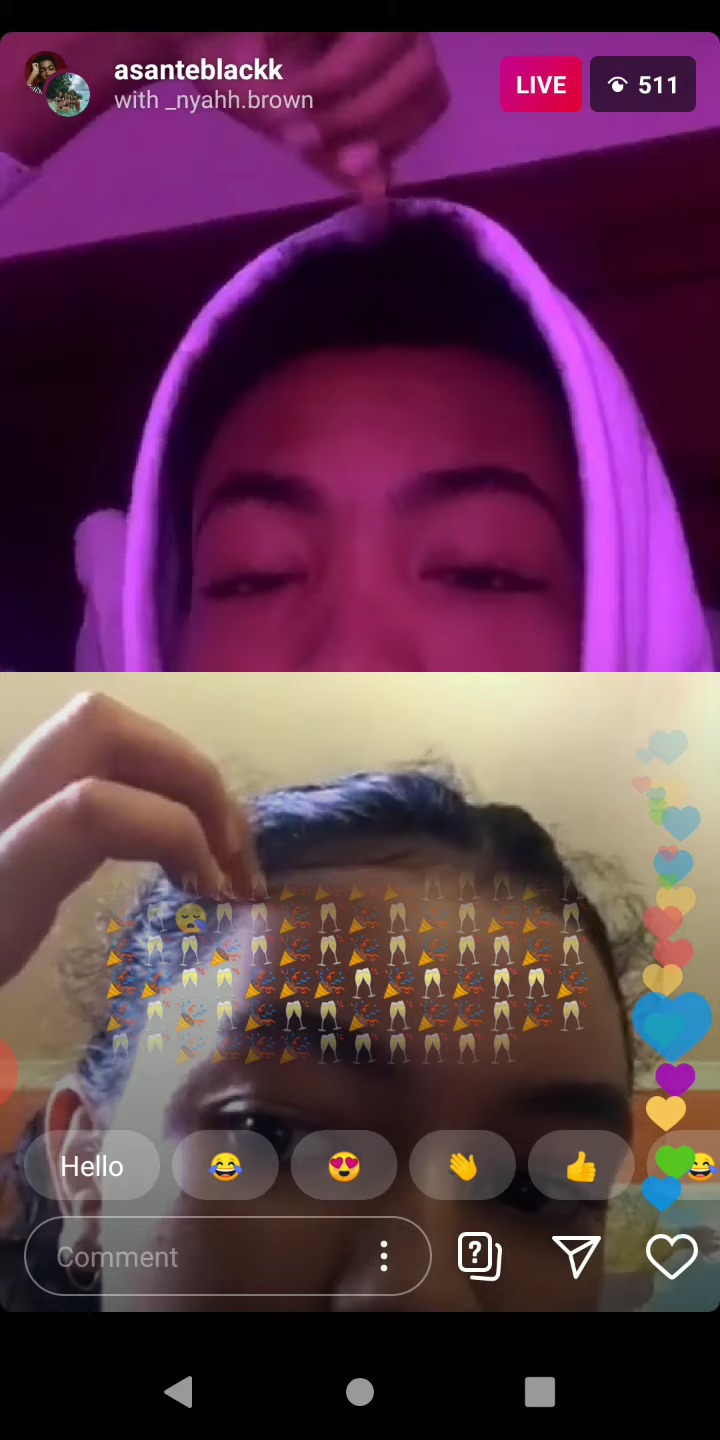 asanteblackk
LIVE
511
with _nyahh.brown
Hello
Comment